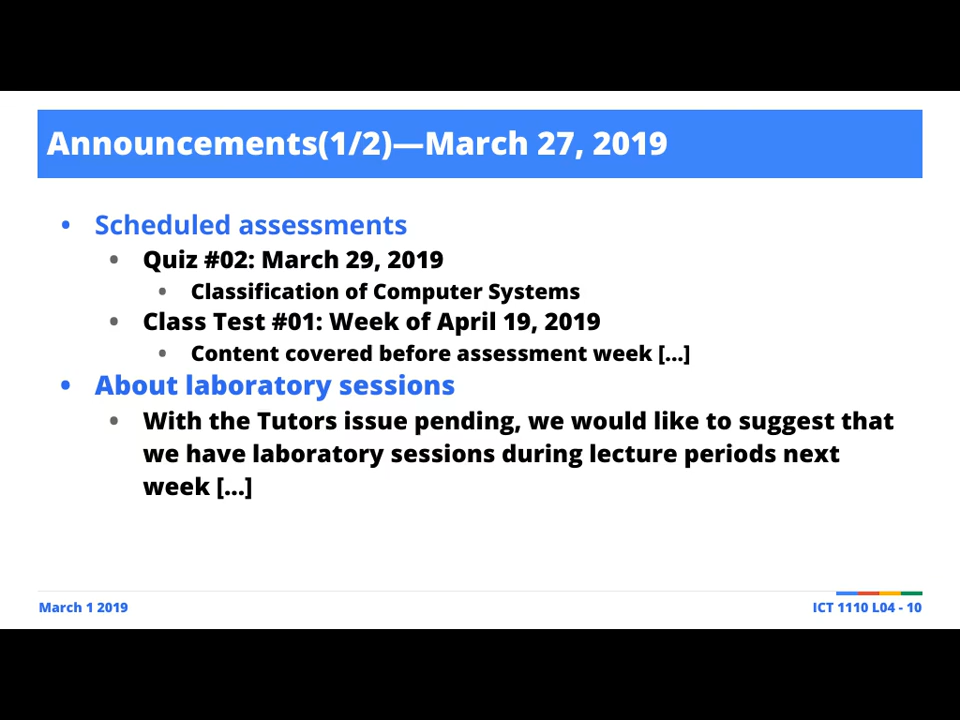 Announcements(1/2)—March 27, 2019
• Scheduled assessments
• Quiz #02: March 29, 2019
• Classification of Computer Systems
• Class Test #01: Week of April 19, 2019
• Content covered before assessment week [...]
• About laboratory sessions
• With the Tutors issue pending, we would like to suggest that
we have laboratory sessions during lecture periods next
week [...]
March 1 2019
ICT 1110 L04 - 10